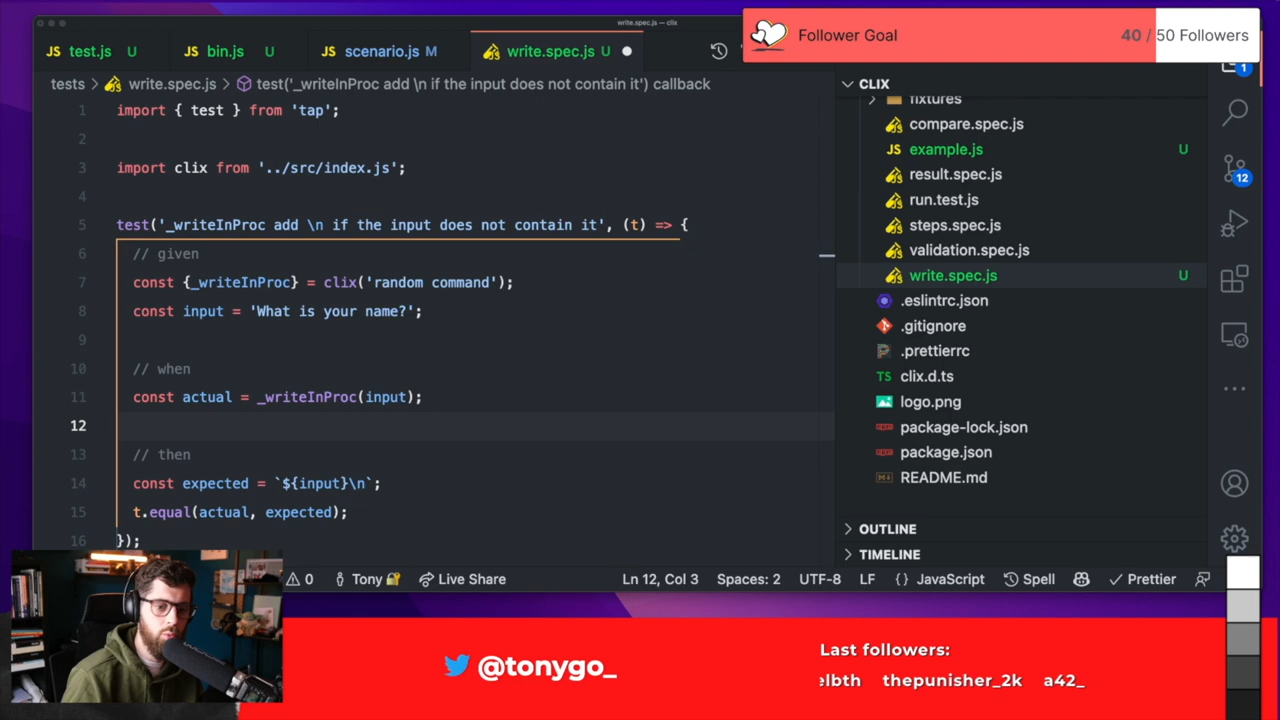 write.spec.js — clix
Follower Goal
40 / 50 Followers
JS test.js U
JS bin.js U
JS scenario.js M
write.spec.js U
tests > write.spec.js > test('_writeInProc add \n if the input does not contain it') callback
1 import { test } from 'tap';
2
3 import clix from '../src/index.js';
4
5 test('_writeInProc add \n if the input does not contain it', (t) => {
6 // given
7 const {_writeInProc} = clix('random command');
8 const input = 'What is your name?';
9
10 // when
11 const actual = _writeInProc(input);
12
13 // then
14 const expected = `${input}\n`;
15 t.equal(actual, expected);
16 });
CLIX
fixtures
compare.spec.js
JS example.js U
result.spec.js
run.test.js
steps.spec.js
validation.spec.js
write.spec.js U
.eslintrc.json
.gitignore
.prettierrc
TS clix.d.ts
logo.png
package-lock.json
package.json
README.md
OUTLINE
TIMELINE
1
12
0 Tony Live Share Ln 12, Col 3 Spaces: 2 UTF-8 LF {} JavaScript Spell Prettier
@tonygo_
Last followers:
elbth thepunisher_2k a42_